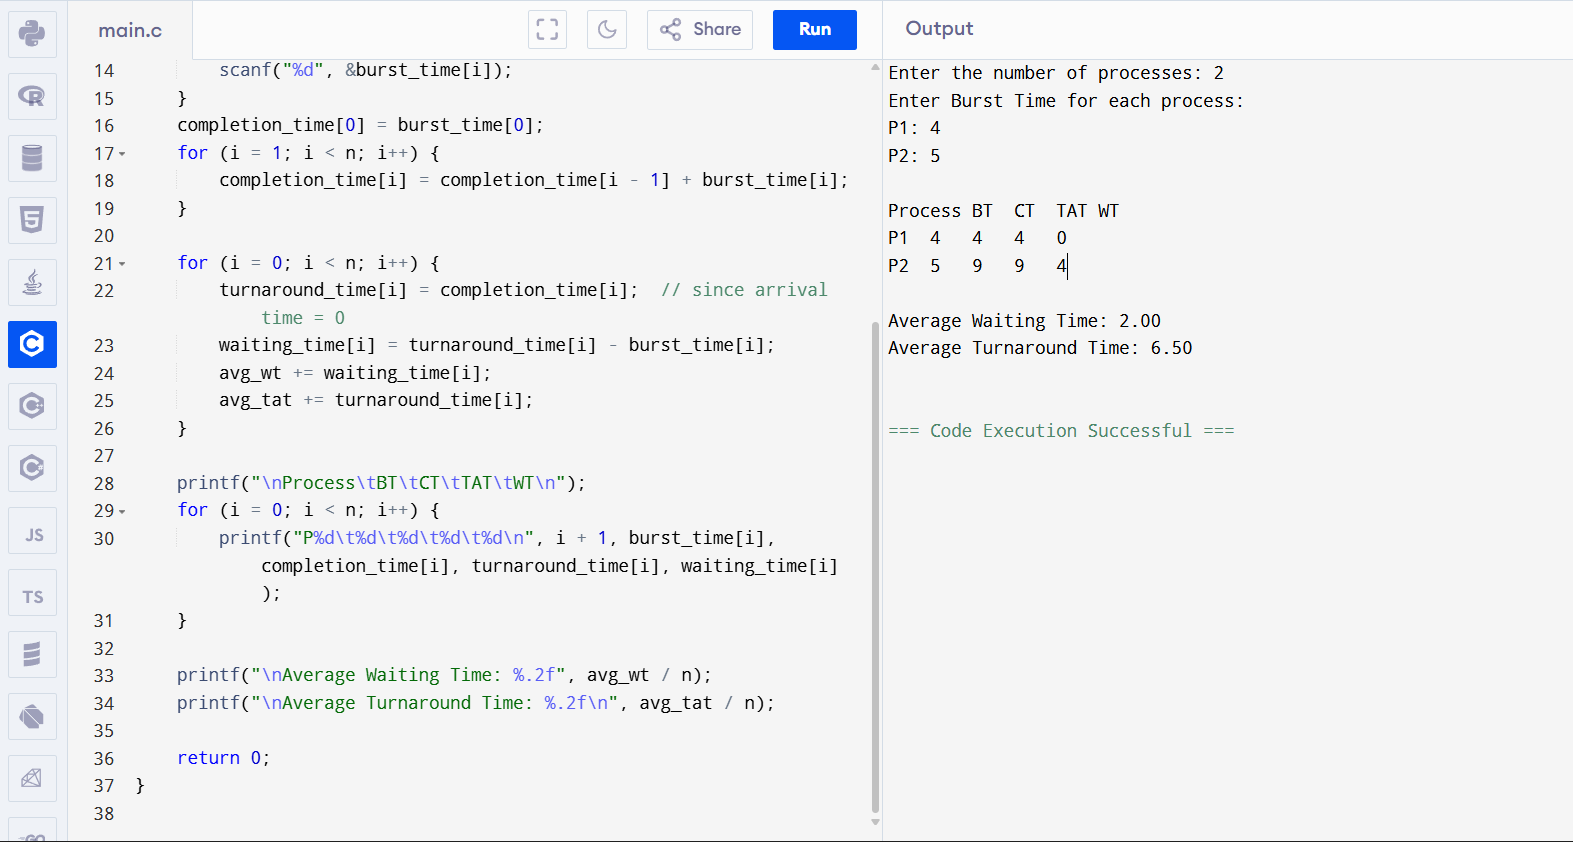 main.c
Share
Run
Output
14 scanf("%d", &burst_time[i]);
15 }
16 completion_time[0] = burst_time[0];
17 for (i = 1; i < n; i++) {
18 completion_time[i] = completion_time[i - 1] + burst_time[i];
19 }
20
21 for (i = 0; i < n; i++) {
22 turnaround_time[i] = completion_time[i];  // since arrival
time = 0
23 waiting_time[i] = turnaround_time[i] - burst_time[i];
24 avg_wt += waiting_time[i];
25 avg_tat += turnaround_time[i];
26 }
27
28 printf("\nProcess\tBT\tCT\tTAT\tWT\n");
29 for (i = 0; i < n; i++) {
30 printf("P%d\t%d\t%d\t%d\t%d\n", i + 1, burst_time[i],
completion_time[i], turnaround_time[i], waiting_time[i]
);
31 }
32
33 printf("\nAverage Waiting Time: %.2f", avg_wt / n);
34 printf("\nAverage Turnaround Time: %.2f\n", avg_tat / n);
35
36 return 0;
37 }
38
Enter the number of processes: 2
Enter Burst Time for each process:
P1: 4
P2: 5
Process BT CT TAT WT
P1 4 4 4 0
P2 5 9 9 4
Average Waiting Time: 2.00
Average Turnaround Time: 6.50
=== Code Execution Successful ===
R
5
C
C
C
JS
TS